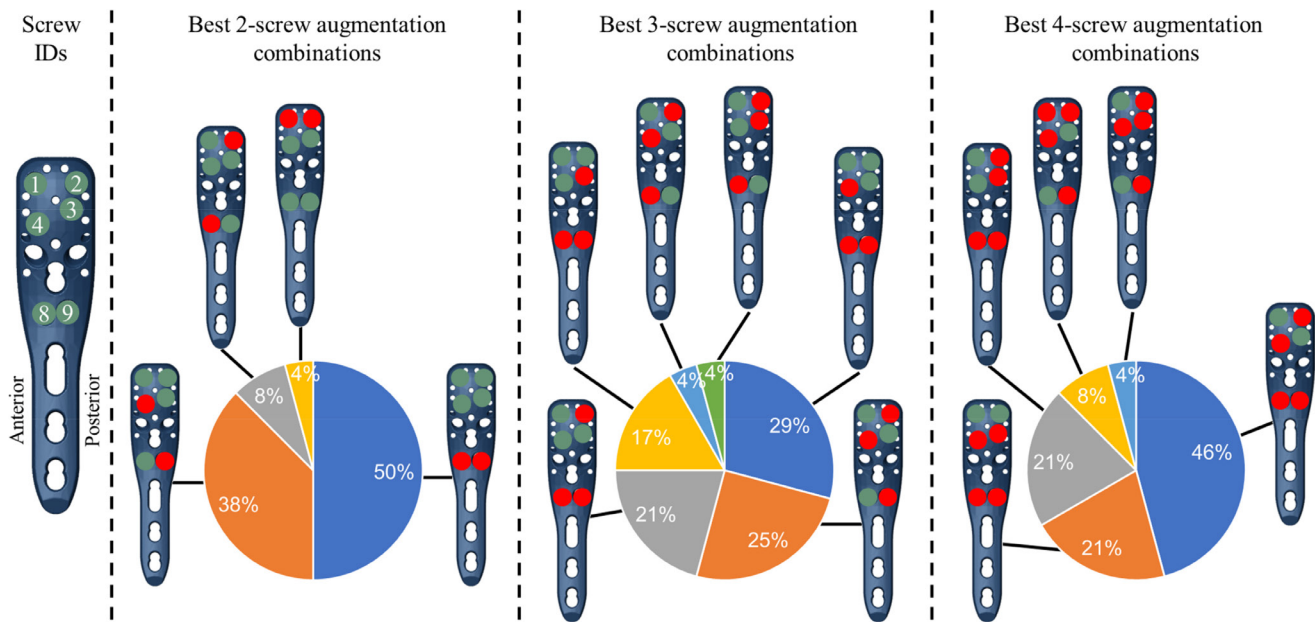 Screw
IDs
Best 2-screw augmentation
combinations
Best 3-screw augmentation
combinations
Best 4-screw augmentation
combinations
1
2
3
4
8 9
Anterior
Posterior
4%
8%
38%
50%
4%
4%
17%
29%
21%
25%
4%
8%
21%
46%
21%